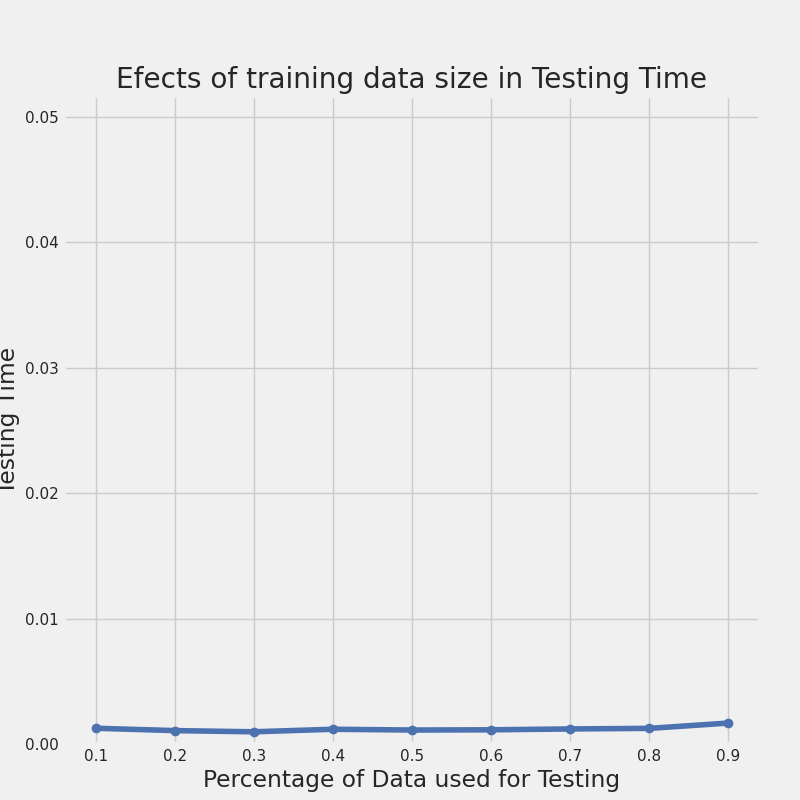 Efects of training data size in Testing Time
0.05
0.04
0.03
0.02
0.01
0.00
Testing Time
0.1 0.2 0.3 0.4 0.5 0.6 0.7 0.8 0.9
Percentage of Data used for Testing